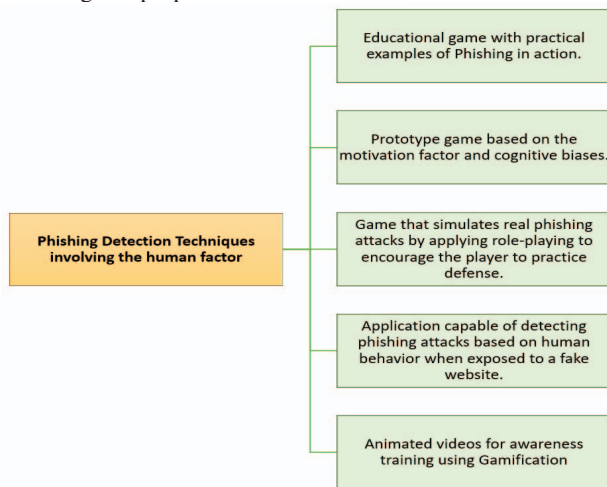 Educational game with practical
examples of Phishing in action.
Prototype game based on the
motivation factor and cognitive biases.
Phishing Detection Techniques
involving the human factor
Game that simulates real phishing
attacks by applying role-playing to
encourage the player to practice
defense.
Application capable of detecting
phishing attacks based on human
behavior when exposed to a fake
website.
Animated videos for awareness
training using Gamification